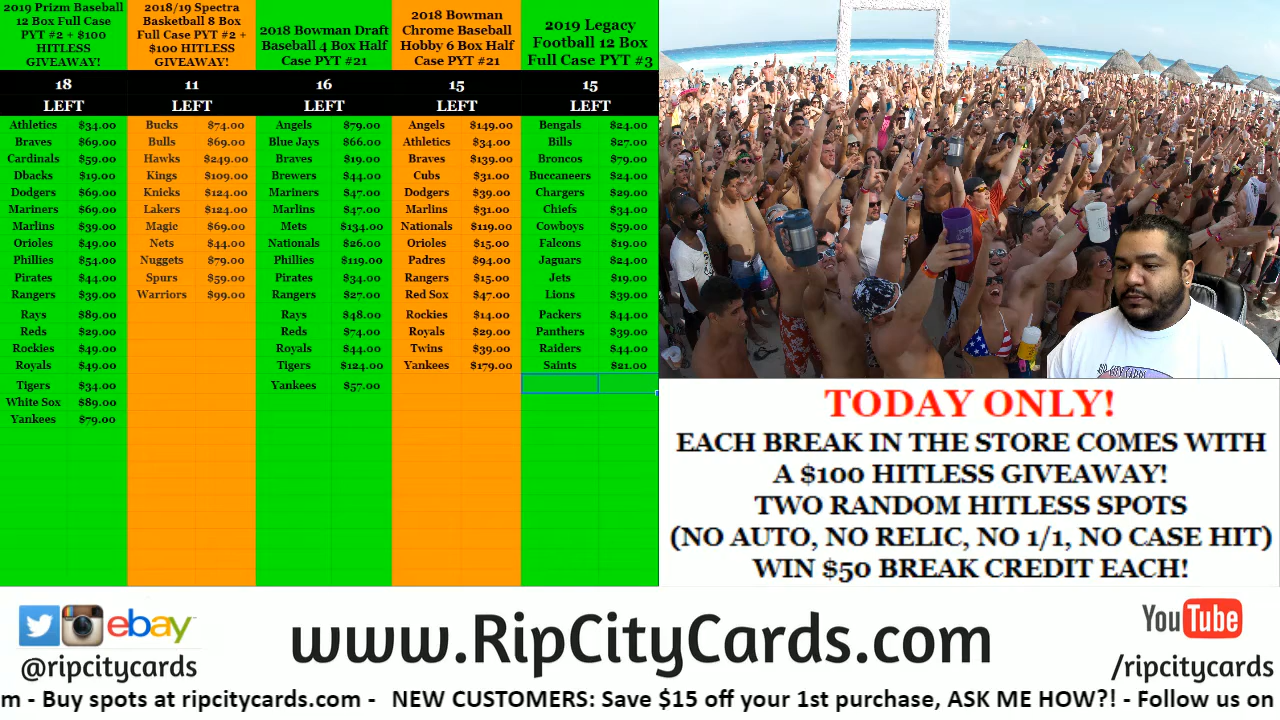 2019 Prizm Baseball
12 Box Full Case
PYT #2 + $100
HITLESS
GIVEAWAY!
18
LEFT
Athletics $34.00
Braves $69.00
Cardinals $59.00
Dbacks $19.00
Dodgers $69.00
Mariners $69.00
Marlins $39.00
Orioles $49.00
Phillies $54.00
Pirates $44.00
Rangers $39.00
Rays $89.00
Reds $29.00
Rockies $49.00
Royals $49.00
Tigers $34.00
White Sox $89.00
Yankees $79.00
2018/19 Spectra
Basketball 8 Box
Full Case PYT #2 +
$100 HITLESS
GIVEAWAY!
11
LEFT
Bucks $74.00
Bulls $69.00
Hawks $249.00
Kings $109.00
Knicks $124.00
Lakers $124.00
Magic $69.00
Nets $44.00
Nuggets $79.00
Spurs $59.00
Warriors $99.00
2018 Bowman Draft
Baseball 4 Box Half
Case PYT #21
16
LEFT
Angels $79.00
Blue Jays $66.00
Braves $19.00
Brewers $44.00
Mariners $47.00
Marlins $47.00
Mets $134.00
Nationals $26.00
Phillies $119.00
Pirates $34.00
Rangers $27.00
Rays $48.00
Reds $74.00
Royals $44.00
Tigers $124.00
Yankees $57.00
2018 Bowman
Chrome Baseball
Hobby 6 Box Half
Case PYT #21
15
LEFT
Angels $149.00
Athletics $34.00
Braves $139.00
Cubs $31.00
Dodgers $39.00
Marlins $31.00
Nationals $119.00
Orioles $15.00
Padres $94.00
Rangers $15.00
Red Sox $47.00
Rockies $14.00
Royals $29.00
Twins $39.00
Yankees $179.00
2019 Legacy
Football 12 Box
Full Case PYT #3
15
LEFT
Bengals $24.00
Bills $27.00
Broncos $79.00
Buccaneers $24.00
Chargers $29.00
Chiefs $34.00
Cowboys $59.00
Falcons $19.00
Jaguars $24.00
Jets $19.00
Lions $39.00
Packers $44.00
Panthers $39.00
Raiders $44.00
Saints $21.00
TODAY ONLY!
EACH BREAK IN THE STORE COMES WITH
A $100 HITLESS GIVEAWAY!
TWO RANDOM HITLESS SPOTS
(NO AUTO, NO RELIC, NO 1/1, NO CASE HIT)
WIN $50 BREAK CREDIT EACH!
ebay
@ripcitycards
www.RipCityCards.com
YouTube
/ripcitycards
m - Buy spots at ripcitycards.com - NEW CUSTOMERS: Save $15 off your 1st purchase, ASK ME HOW?! - Follow us on